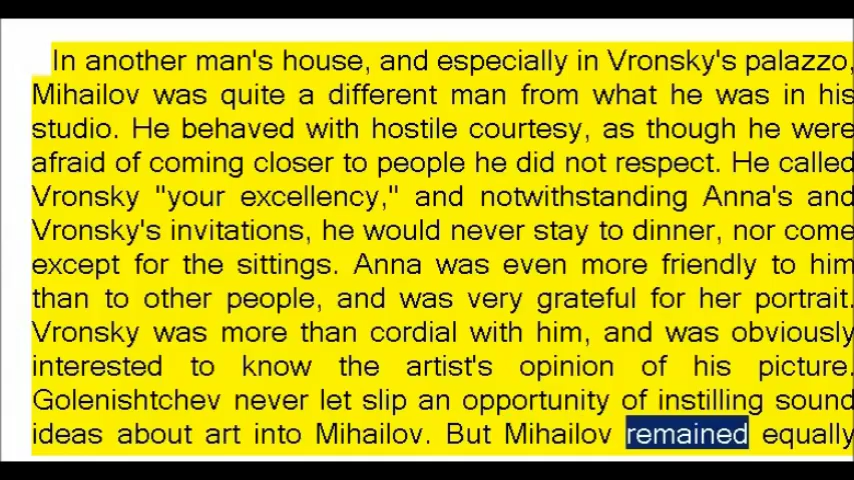 In another man's house, and especially in Vronsky's palazzo,
Mihailov was quite a different man from what he was in his
studio. He behaved with hostile courtesy, as though he were
afraid of coming closer to people he did not respect. He called
Vronsky "your excellency," and notwithstanding Anna's and
Vronsky's invitations, he would never stay to dinner, nor come
except for the sittings. Anna was even more friendly to him
than to other people, and was very grateful for her portrait.
Vronsky was more than cordial with him, and was obviously
interested to know the artist's opinion of his picture.
Golenishtchev never let slip an opportunity of instilling sound
ideas about art into Mihailov. But Mihailov remained equally